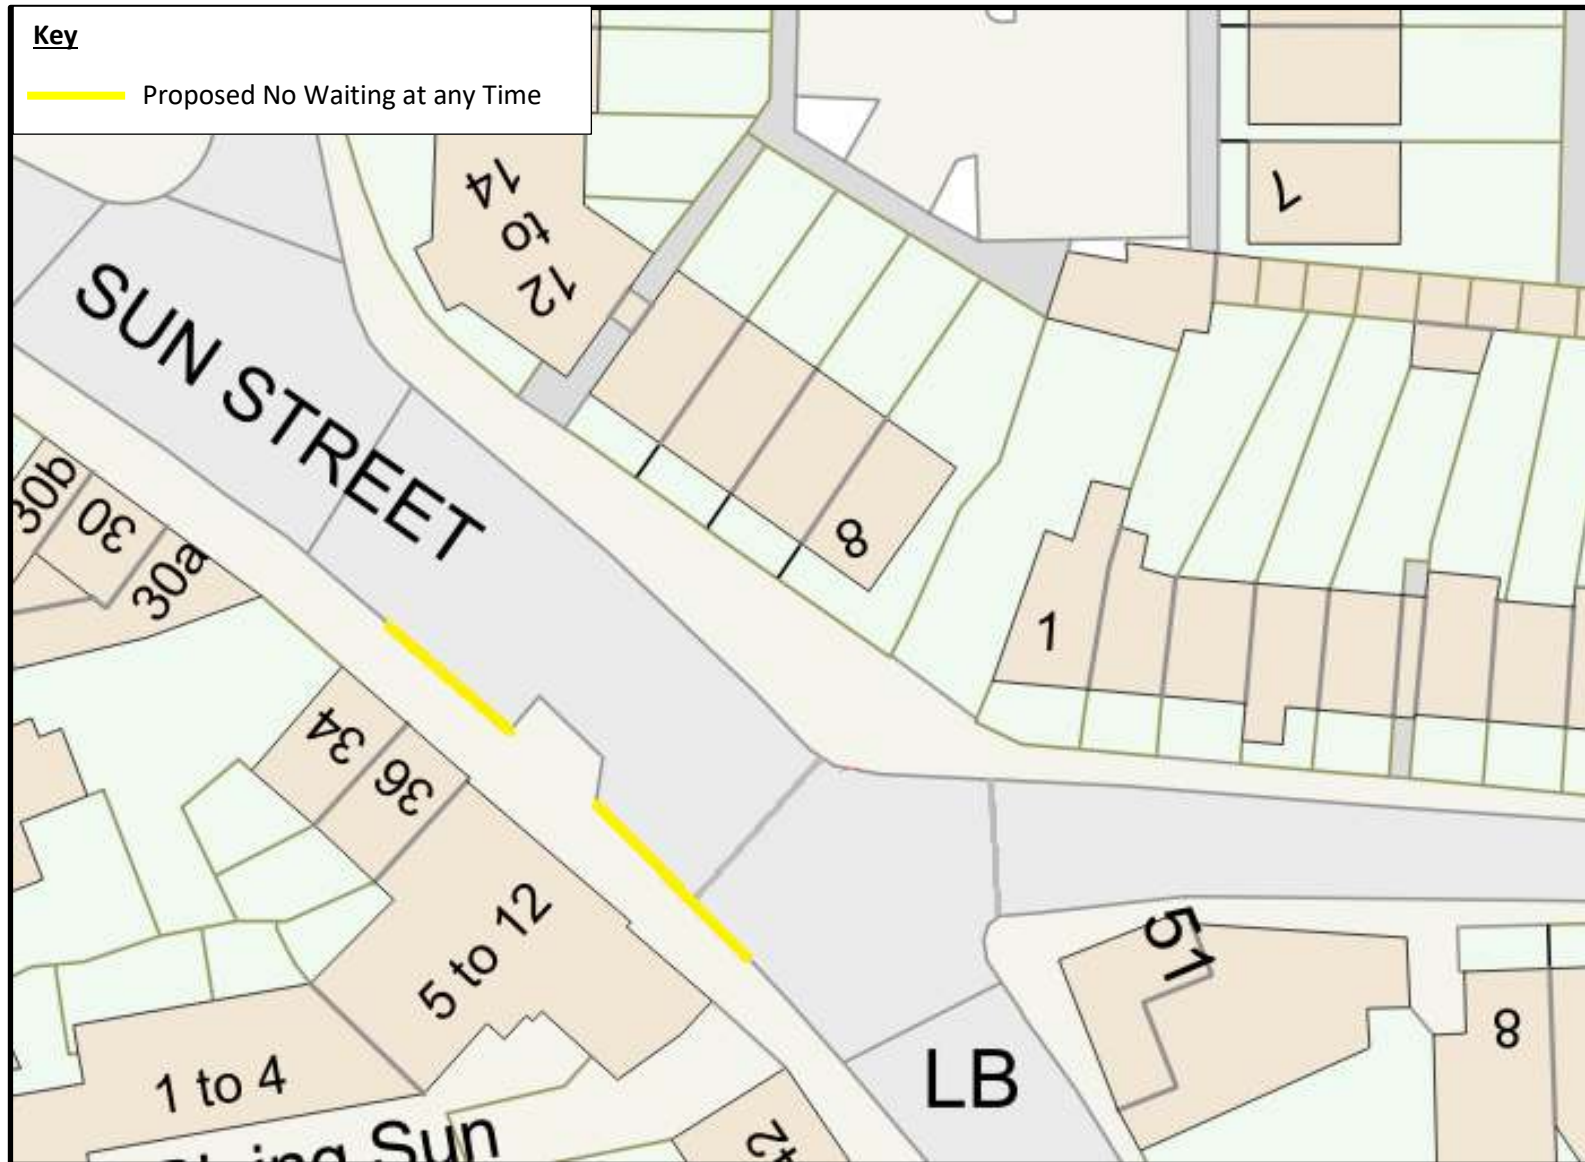 Key
Proposed No Waiting at any Time
12 to 14
7
SUN STREET
30b
30
30a
8
1
34
36
5 to 12
51
8
1 to 4
LB
Sun